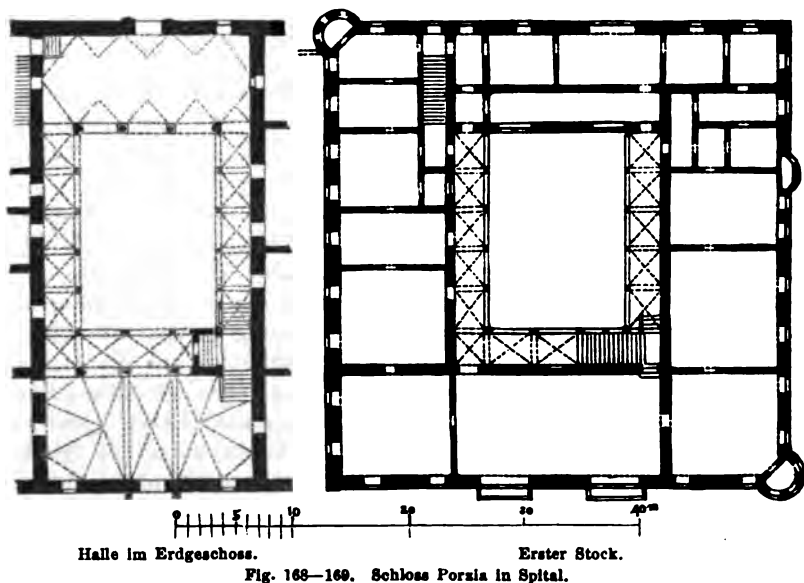 0 5 10 20 30 40 m
Halle im Erdgeschoss. Erster Stock.
Fig. 168—169. Schloss Porzia in Spital.